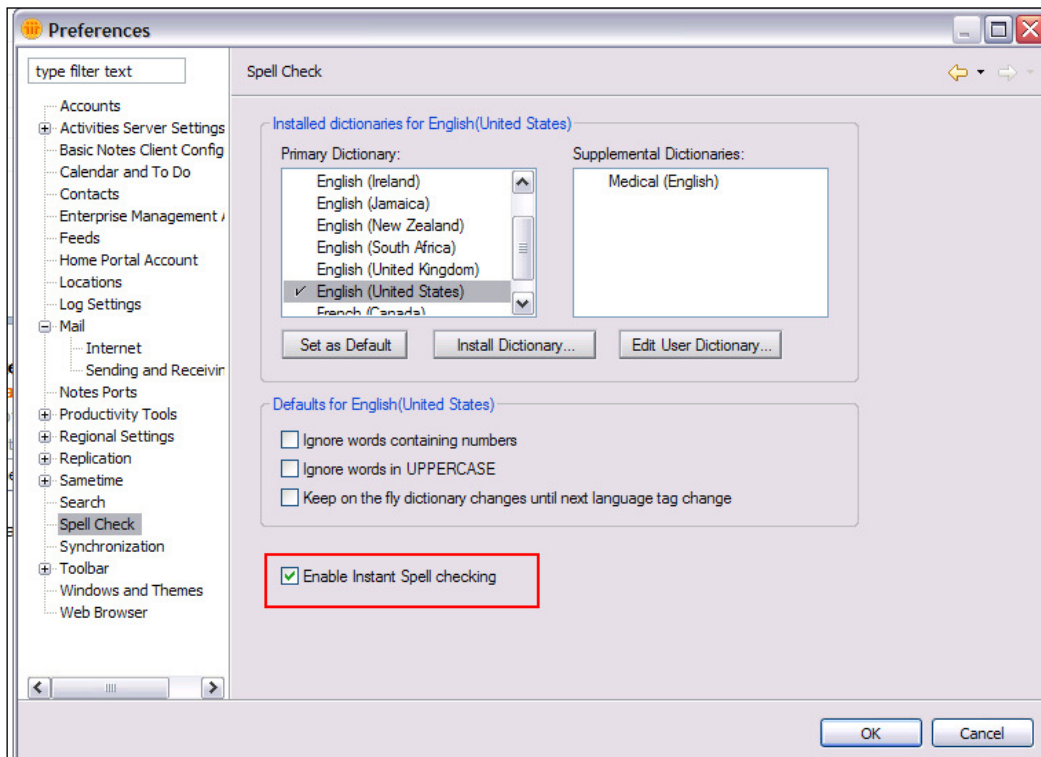 Preferences
type filter text
Accounts
Activities Server Settings
Basic Notes Client Config
Calendar and To Do
Contacts
Enterprise Management
Feeds
Home Portal Account
Locations
Log Settings
Mail
Internet
Sending and Receivin
Notes Ports
Productivity Tools
Regional Settings
Replication
Sametime
Search
Spell Check
Synchronization
Toolbar
Windows and Themes
Web Browser
Spell Check
Installed dictionaries for English(United States)
Primary Dictionary:
English (Ireland)
English (Jamaica)
English (New Zealand)
English (South Africa)
English (United Kingdom)
English (United States)
French (Canada)
Supplemental Dictionaries:
Medical (English)
Set as Default
Install Dictionary...
Edit User Dictionary...
Defaults for English(United States)
Ignore words containing numbers
Ignore words in UPPERCASE
Keep on the fly dictionary changes until next language tag change
Enable Instant Spell checking
OK
Cancel